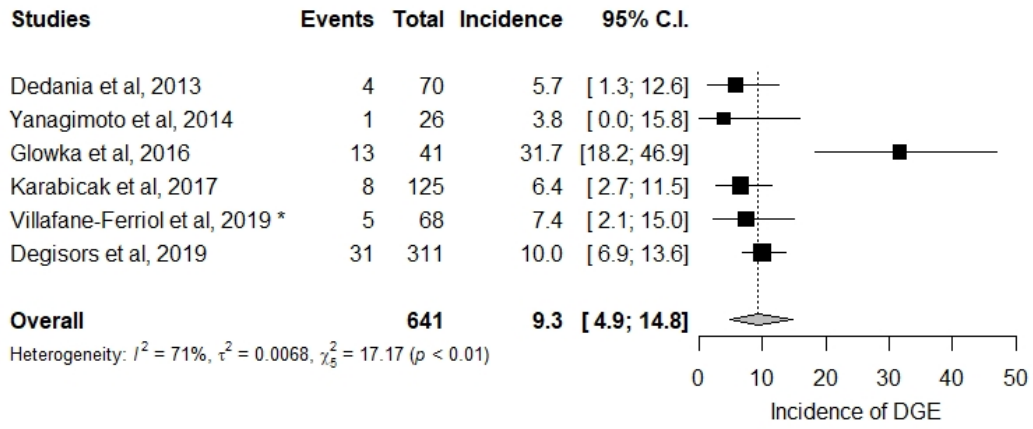 Studies Events Total Incidence 95% C.I.
Dedania et al, 2013 4 70 5.7 [ 1.3; 12.6]
Yanagimoto et al, 2014 1 26 3.8 [ 0.0; 15.8]
Glowka et al, 2016 13 41 31.7 [18.2; 46.9]
Karabicak et al, 2017 8 125 6.4 [ 2.7; 11.5]
Villafane-Ferriol et al, 2019 * 5 68 7.4 [ 2.1; 15.0]
Degisors et al, 2019 31 311 10.0 [ 6.9; 13.6]
Overall 641 9.3 [ 4.9; 14.8]
Heterogeneity: I² = 71%, τ² = 0.0068, χ²₅ = 17.17 (p < 0.01)
0 10 20 30 40 50
Incidence of DGE